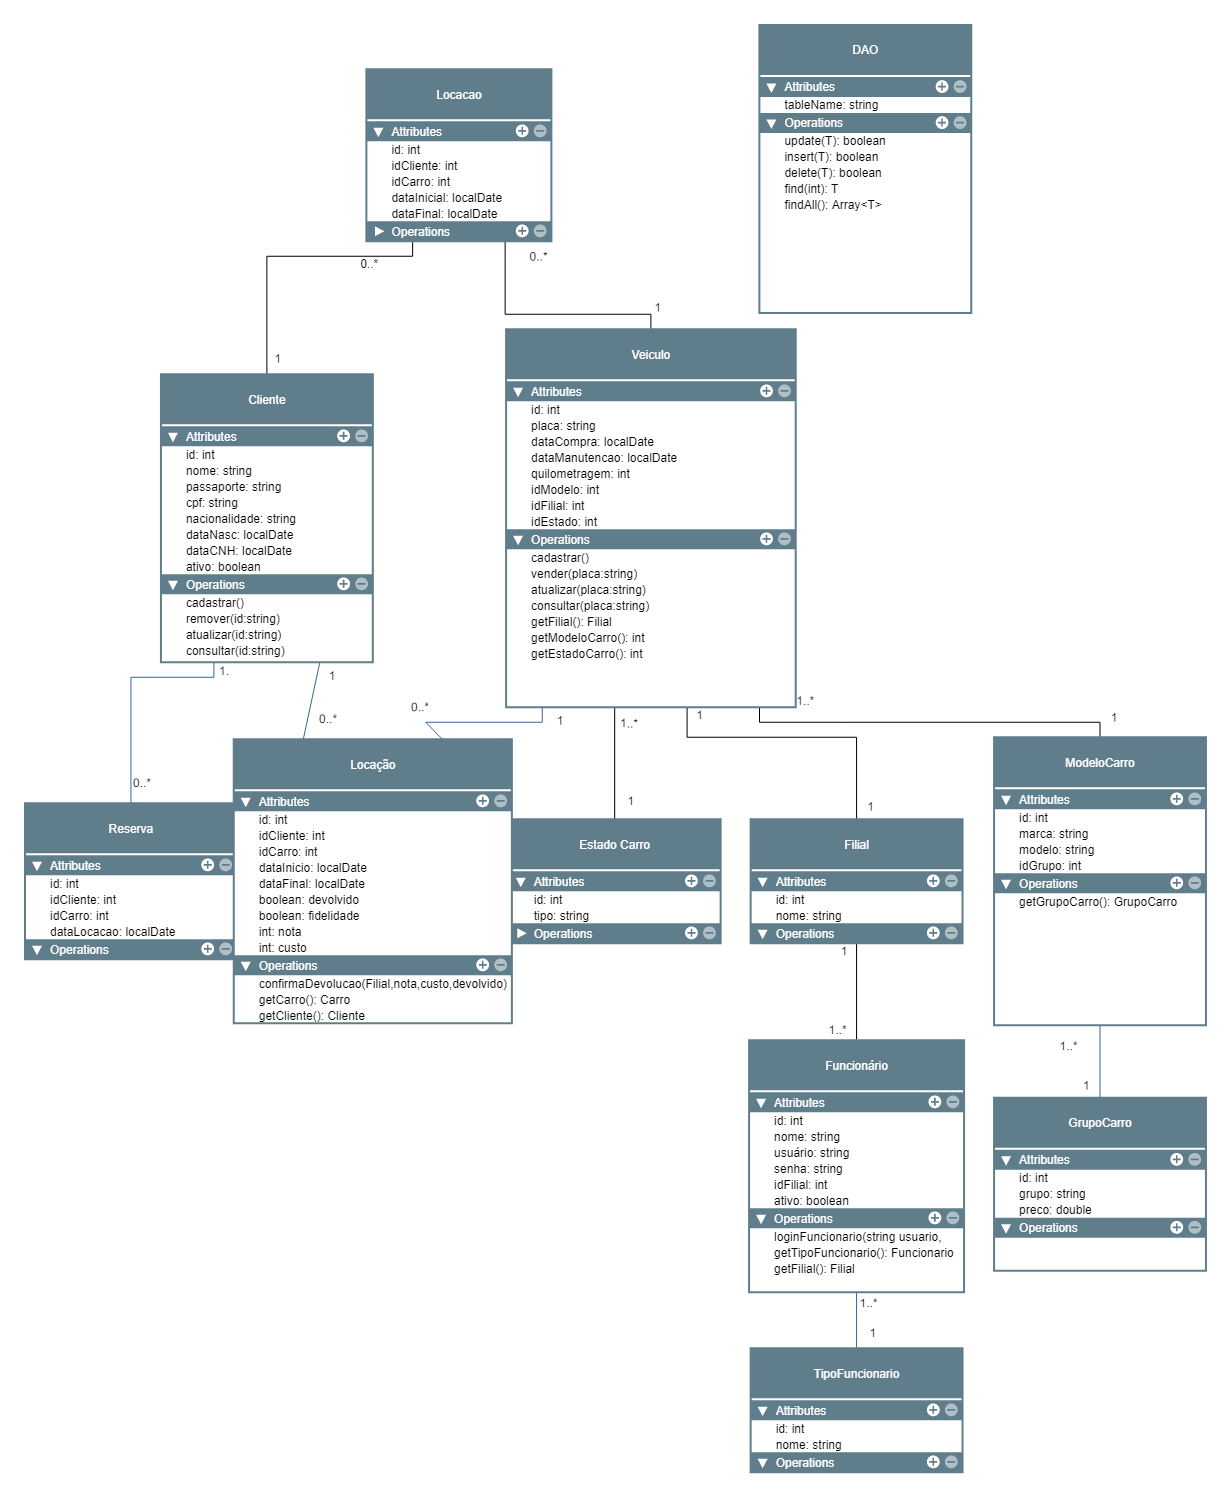 DAO
Attributes
tableName: string
Operations
update(T): boolean
insert(T): boolean
delete(T): boolean
find(int): T
findAll(): Array<T>
Locacao
Attributes
id: int
idCliente: int
idCarro: int
dataInicial: localDate
dataFinal: localDate
Operations
0..*
0..*
1
1
Veiculo
Attributes
id: int
placa: string
dataCompra: localDate
dataManutencao: localDate
quilometragem: int
idModelo: int
idFilial: int
idEstado: int
Operations
cadastrar()
vender(placa:string)
atualizar(placa:string)
consultar(placa:string)
getFilial(): Filial
getModeloCarro(): int
getEstadoCarro(): int
Cliente
Attributes
id: int
nome: string
passaporte: string
cpf: string
nacionalidade: string
dataNasc: localDate
dataCNH: localDate
ativo: boolean
Operations
cadastrar()
remover(id:string)
atualizar(id:string)
consultar(id:string)
1.
1
0..*
0..*
1
1..*
1
1..*
1
0..*
1
1
Locação
Attributes
id: int
idCliente: int
idCarro: int
dataInicio: localDate
dataFinal: localDate
boolean: devolvido
boolean: fidelidade
int: nota
int: custo
Operations
confirmaDevolucao(Filial,nota,custo,devolvido)
getCarro(): Carro
getCliente(): Cliente
Reserva
Attributes
id: int
idCliente: int
idCarro: int
dataLocacao: localDate
Operations
Estado Carro
Attributes
id: int
tipo: string
Operations
Filial
Attributes
id: int
nome: string
Operations
ModeloCarro
Attributes
id: int
marca: string
modelo: string
idGrupo: int
Operations
getGrupoCarro(): GrupoCarro
1
1..*
1..*
1
Funcionário
Attributes
id: int
nome: string
usuário: string
senha: string
idFilial: int
ativo: boolean
Operations
loginFuncionario(string usuario,
getTipoFuncionario(): Funcionario
getFilial(): Filial
GrupoCarro
Attributes
id: int
grupo: string
preco: double
Operations
1..*
1
TipoFuncionario
Attributes
id: int
nome: string
Operations